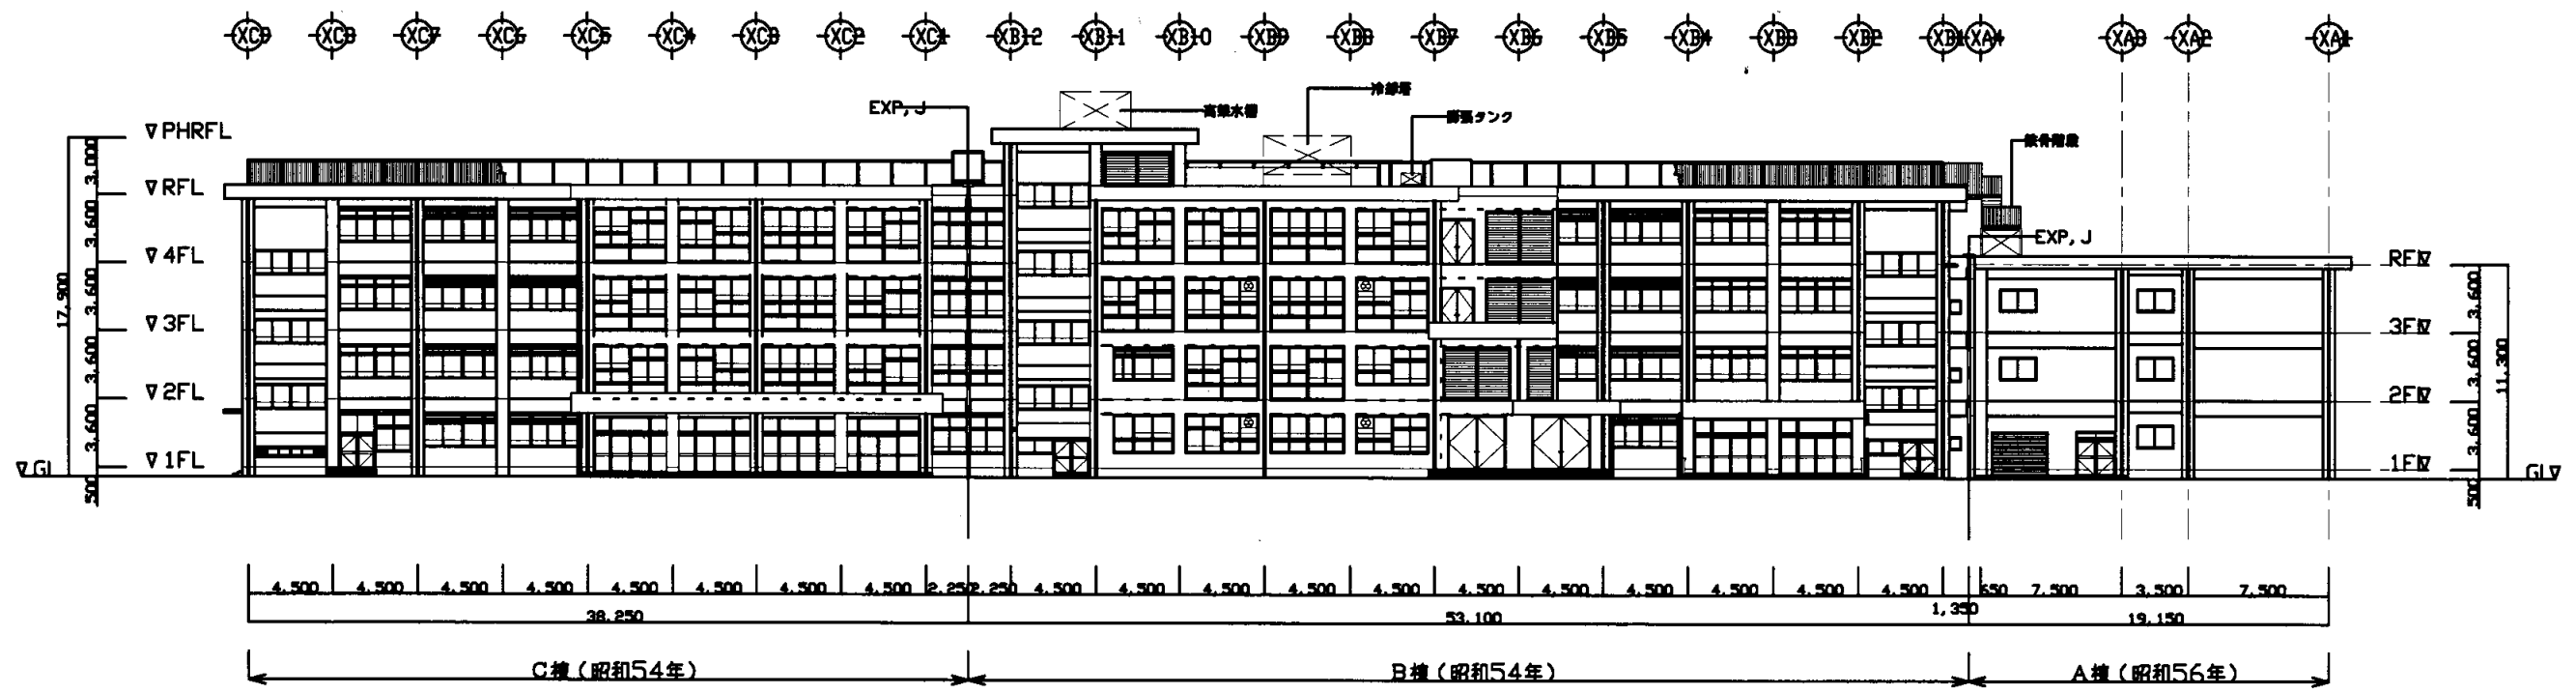 XC9 XC8 XC7 XC6 XC5 XC4 XC3 XC2 XC1 XB12 XB11 XB10 XB9 XB8 XB7 XB6 XB5 XB4 XB3 XB2 XB1 XA4 XA3 XA2 XA1
冷却塔
EXP,J
高架水槽
膨張タンク
▽PHRFL
鉄骨階段
3,000
▽RFL
3,600
EXP,J
▽4FL
RFL▽
3,600
3,600
17,900
▽3FL
3FL▽
3,600
3,600
11,300
▽2FL
2FL▽
3,600
3,600
▽1FL
1FL▽
▽GL
GL▽
500
500
4,500 4,500 4,500 4,500 4,500 4,500 4,500 4,500 2,250 2,250 4,500 4,500 4,500 4,500 4,500 4,500 4,500 4,500 4,500 4,500 4,500 650 7,500 3,500 7,500
1,350
38,250 53,100 19,150
C棟(昭和54年) B棟(昭和54年) A棟(昭和56年)